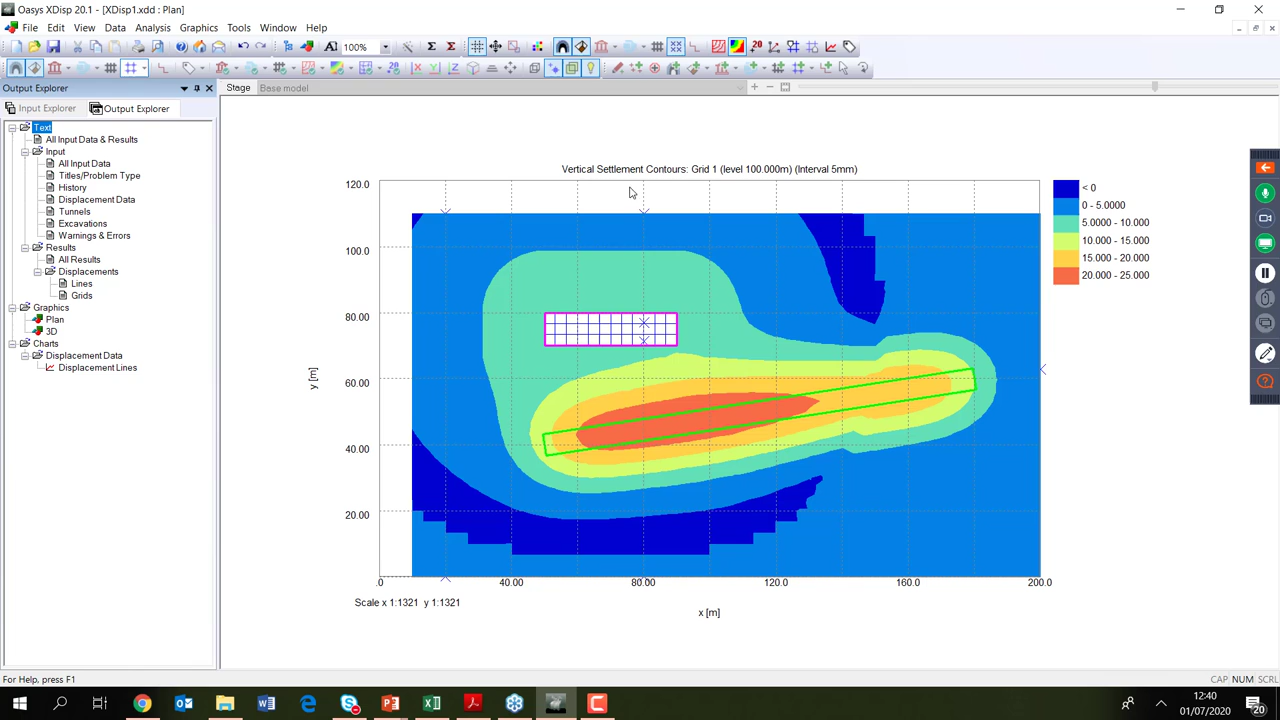 Oasys XDisp 20.1 - [XDisp1.xdd : Plan]
File Edit View Data Analysis Graphics Tools Window Help
100%
20
Output Explorer
Stage Base model
Input Explorer Output Explorer
Text
All Input Data & Results
Input
All Input Data
Titles/Problem Type
History
Displacement Data
Tunnels
Excavations
Warnings & Errors
Results
All Results
Displacements
Lines
Grids
Graphics
Plan
3D
Charts
Displacement Data
Displacement Lines
Vertical Settlement Contours: Grid 1 (level 100.000m) (Interval 5mm)
120.0
100.0
80.00
60.00
40.00
20.00
y [m]
.0 40.00 80.00 120.0 160.0 200.0
x [m]
Scale x 1:1321 y 1:1321
< 0
0 - 5.0000
5.0000 - 10.000
10.000 - 15.000
15.000 - 20.000
20.000 - 25.000
For Help, press F1
CAP NUM SCRL
12:40
01/07/2020
20